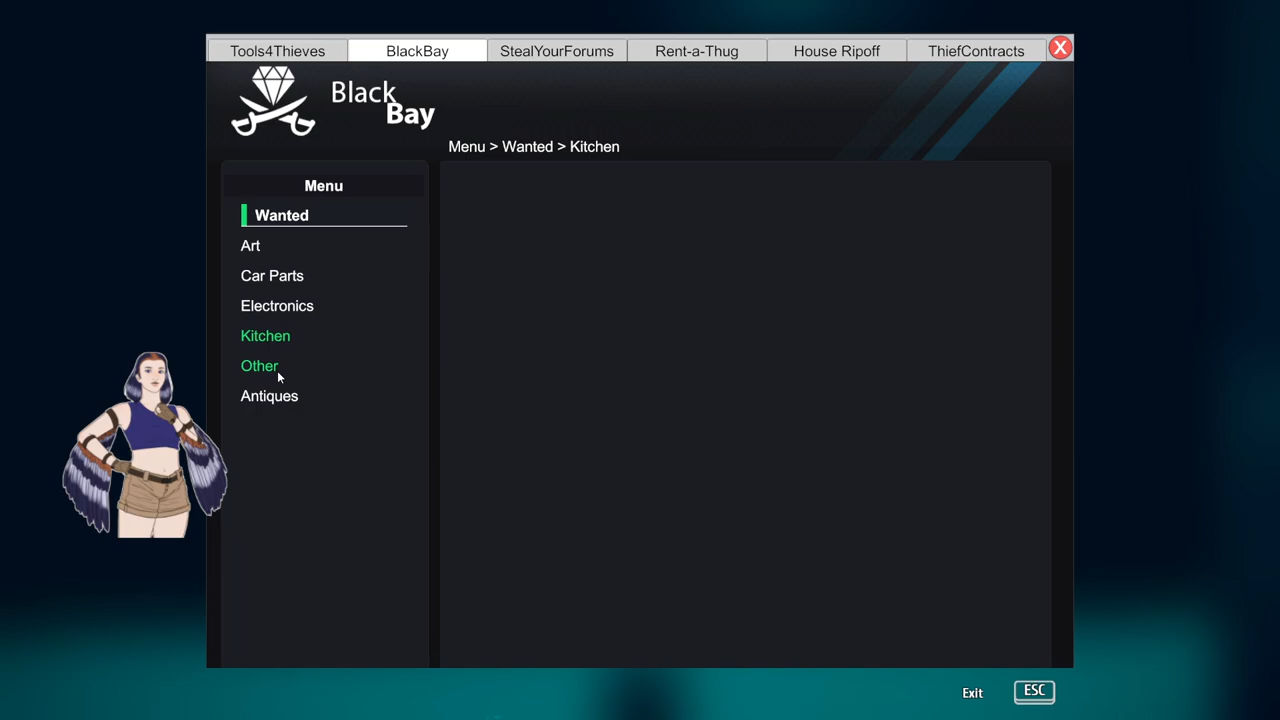 Tools4Thieves BlackBay StealYourForums Rent-a-Thug House Ripoff ThiefContracts X
Black
Bay
Menu > Wanted > Kitchen
Menu
Wanted
Art
Car Parts
Electronics
Kitchen
Other
Antiques
Exit ESC